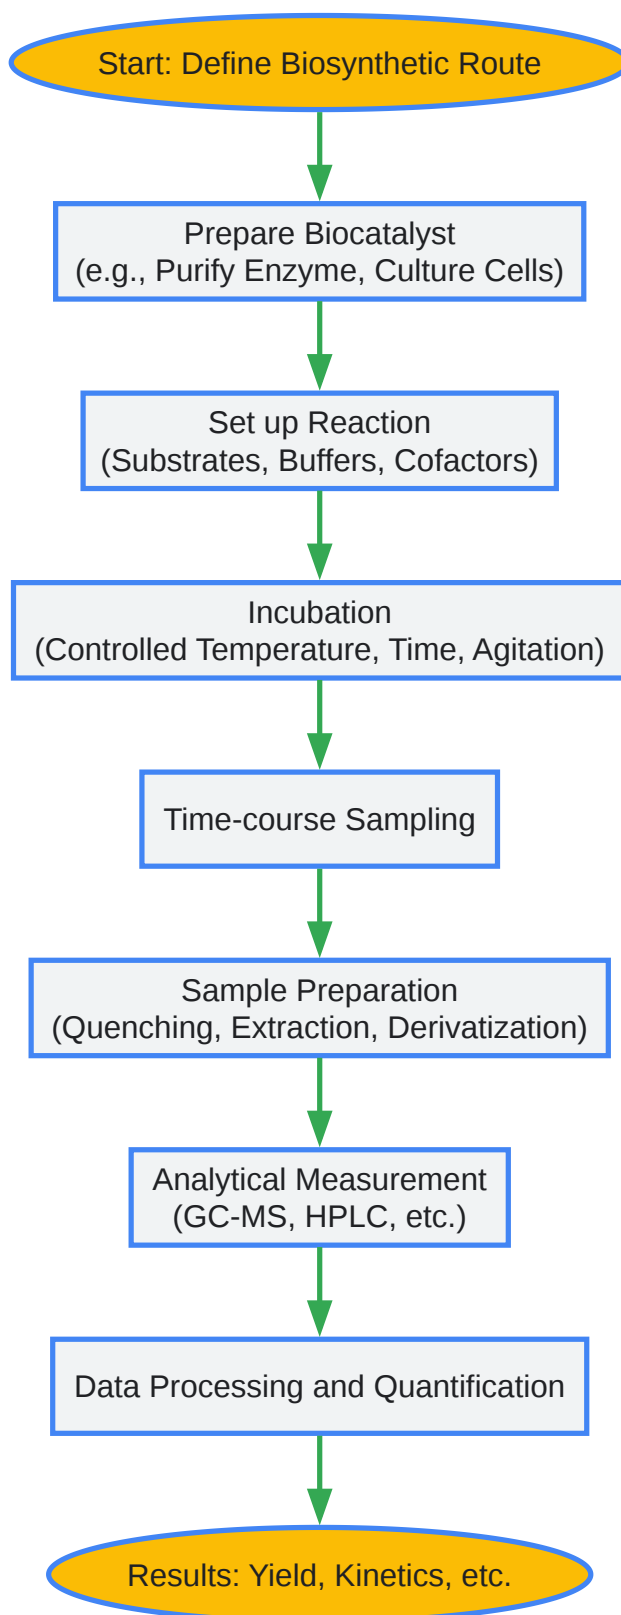 Start: Define Biosynthetic Route
Prepare Biocatalyst
(e.g., Purify Enzyme, Culture Cells)
Set up Reaction
(Substrates, Buffers, Cofactors)
Incubation
(Controlled Temperature, Time, Agitation)
Time-course Sampling
Sample Preparation
(Quenching, Extraction, Derivatization)
Analytical Measurement
(GC-MS, HPLC, etc.)
Data Processing and Quantification
Results: Yield, Kinetics, etc.